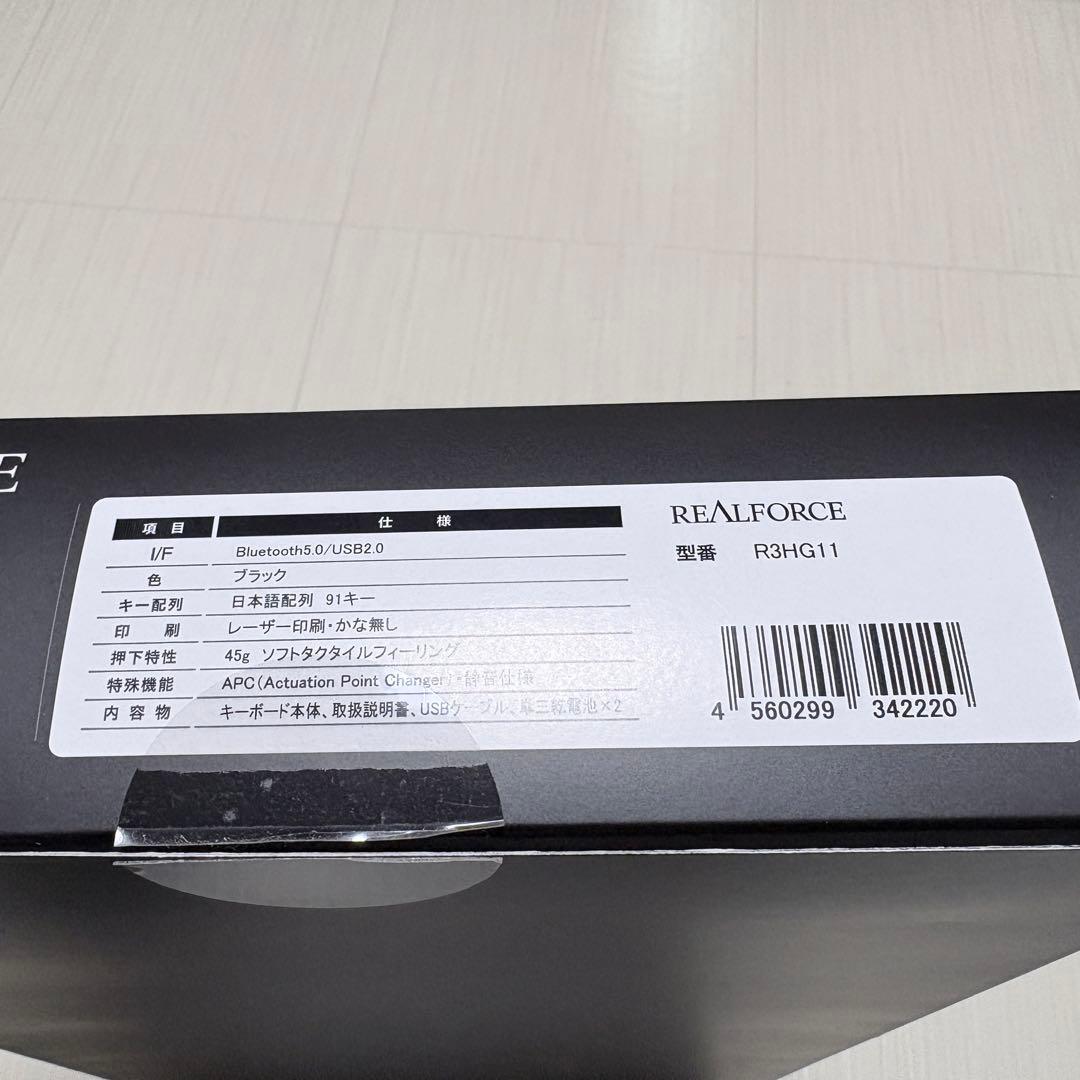 E
項 目 仕 様
I/F Bluetooth5.0/USB2.0
色 ブラック
キー配列 日本語配列 91キー
印 刷 レーザー印刷・かな無し
押下特性 45g ソフトタクタイルフィーリング
特殊機能 APC(Actuation Point Changer)・静音仕様
内 容 物 キーボード本体、取扱説明書、USBケーブル、単三乾電池×2
REALFORCE
型番 R3HG11
4 560299 342220